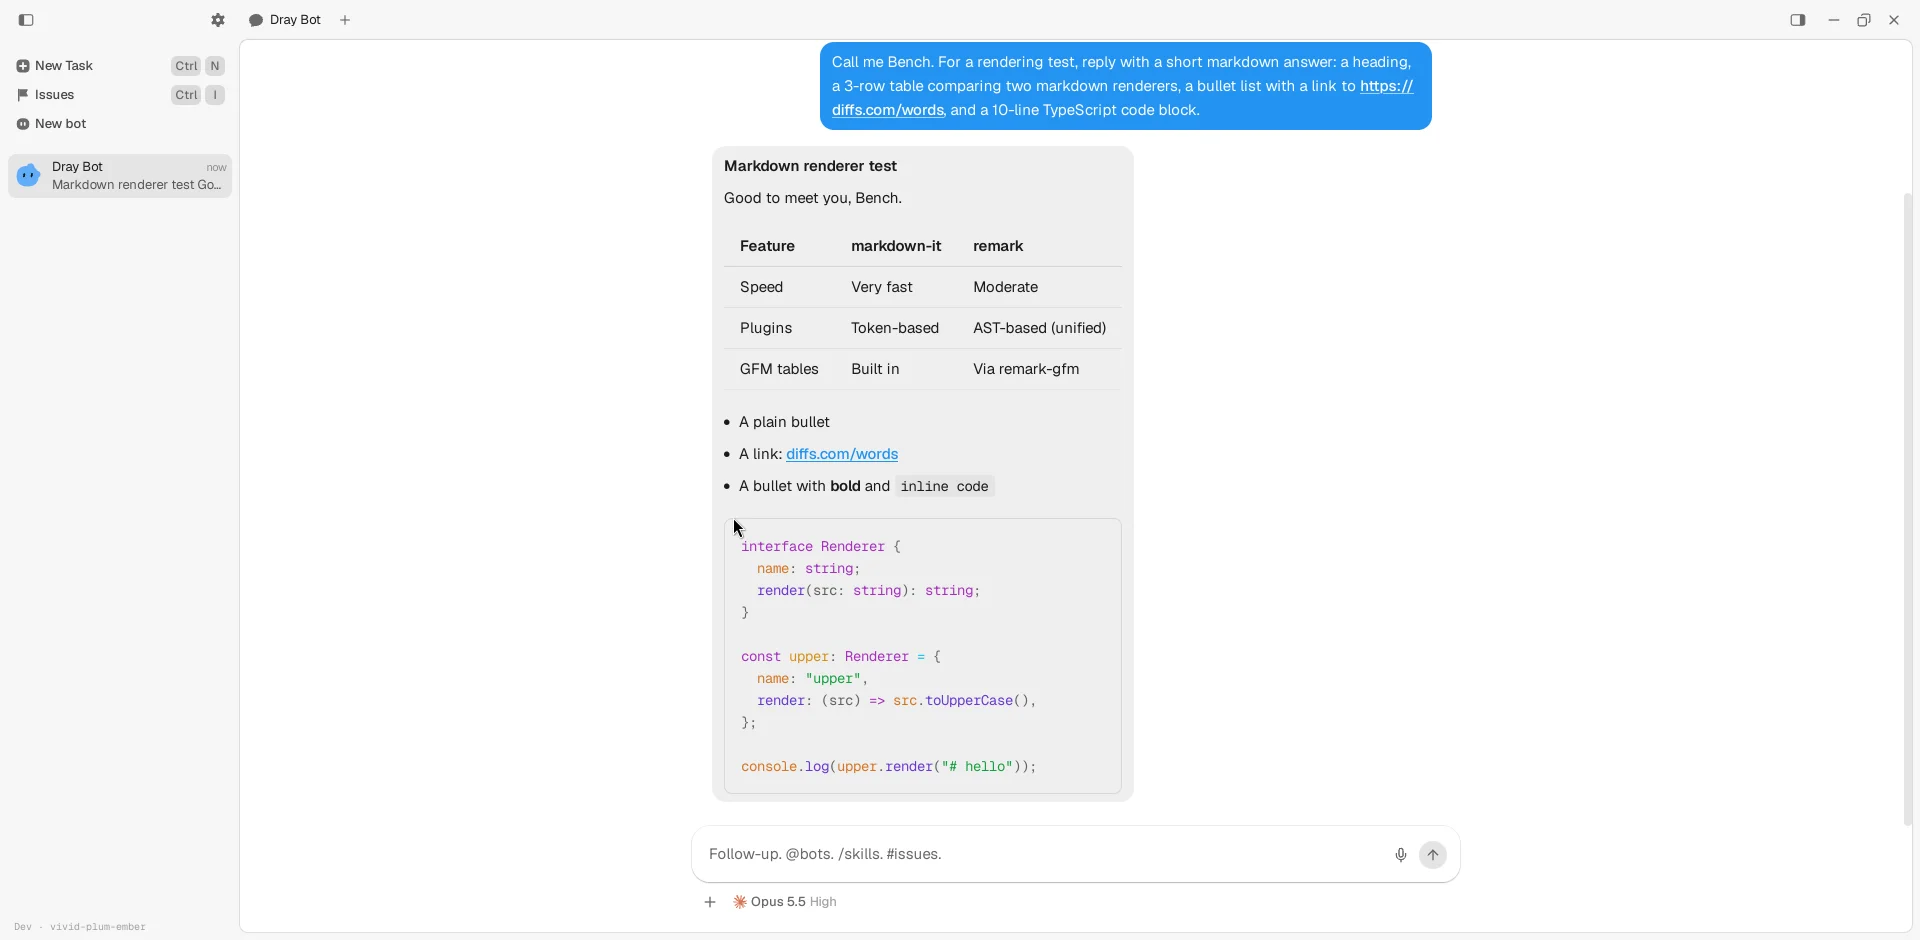 Dray Bot
New Task Ctrl N
Issues Ctrl I
New bot
Dray Bot now
Markdown renderer test Go...
Call me Bench. For a rendering test, reply with a short markdown answer: a heading,
a 3-row table comparing two markdown renderers, a bullet list with a link to https://
diffs.com/words, and a 10-line TypeScript code block.
Markdown renderer test
Good to meet you, Bench.
Feature markdown-it remark
Speed Very fast Moderate
Plugins Token-based AST-based (unified)
GFM tables Built in Via remark-gfm
A plain bullet
A link: diffs.com/words
A bullet with bold and inline code
interface Renderer {
name: string;
render(src: string): string;
}
const upper: Renderer = {
name: "upper",
render: (src) => src.toUpperCase(),
};
console.log(upper.render("# hello"));
Follow-up. @bots. /skills. #issues.
Opus 5.5 High
Dev · vivid-plum-ember